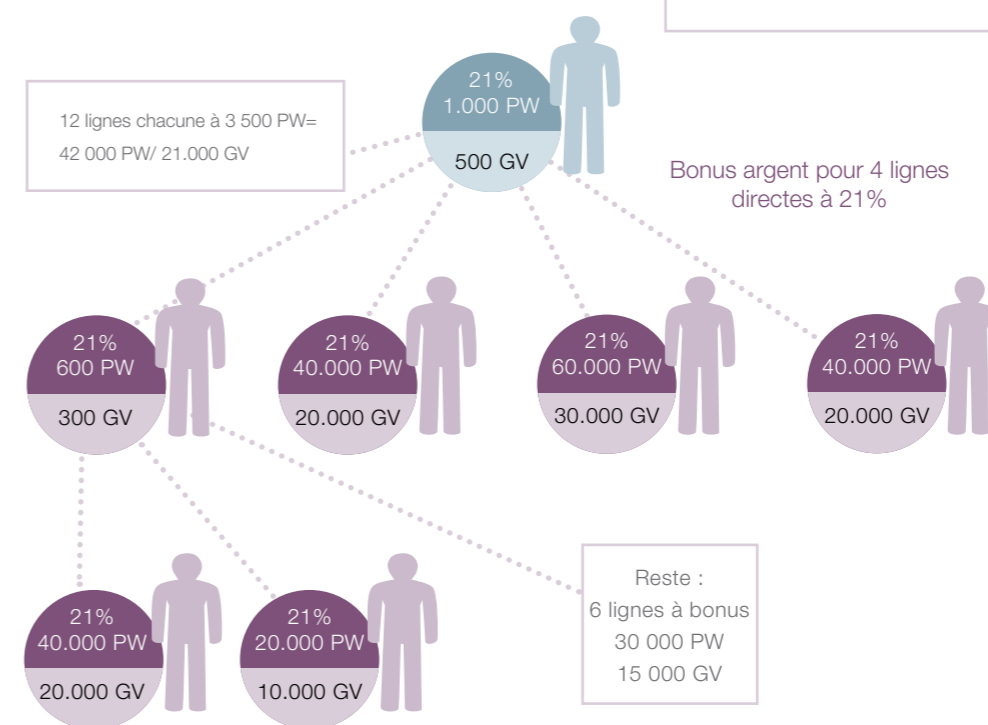 21%
1.000 PW
500 GV
12 lignes chacune à 3 500 PW=
42 000 PW/ 21.000 GV
Bonus argent pour 4 lignes
directes à 21%
21%
600 PW
300 GV
21%
40.000 PW
20.000 GV
21%
60.000 PW
30.000 GV
21%
40.000 PW
20.000 GV
21%
40.000 PW
20.000 GV
21%
20.000 PW
10.000 GV
Reste :
6 lignes à bonus
30 000 PW
15 000 GV